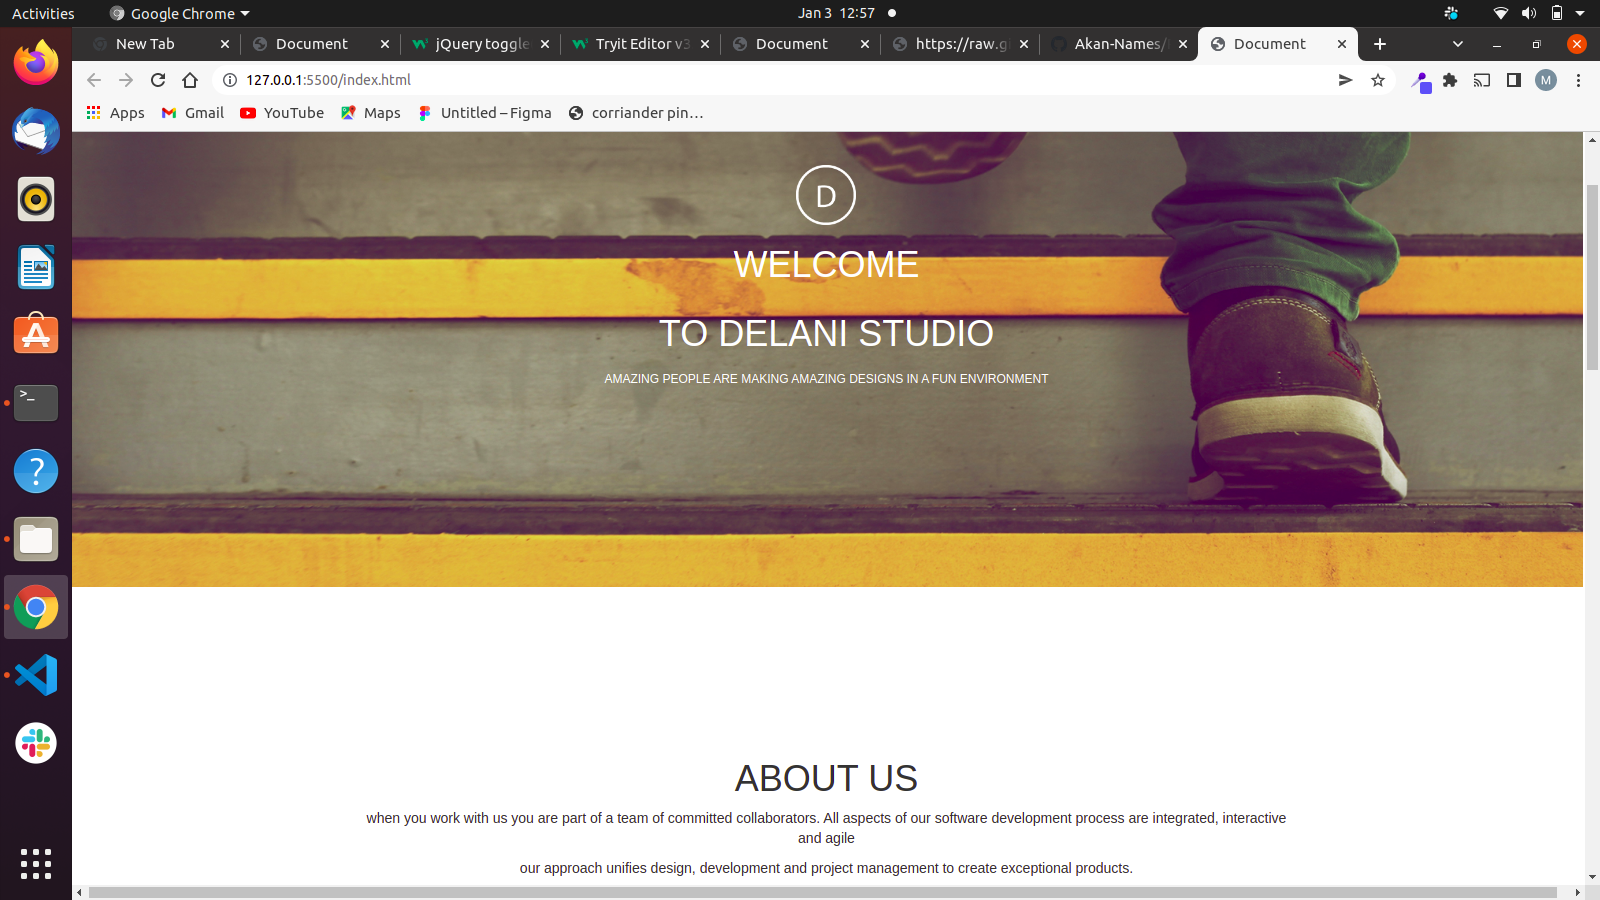 Activities
Google Chrome
Jan 3 12:57
New Tab
Document
jQuery toggle
Tryit Editor v3
Document
https://raw.gi
Akan-Names/
Document
127.0.0.1:5500/index.html
M
Apps
Gmail
YouTube
Maps
Untitled – Figma
corriander pin...
D
WELCOME
TO DELANI STUDIO
AMAZING PEOPLE ARE MAKING AMAZING DESIGNS IN A FUN ENVIRONMENT
ABOUT US
when you work with us you are part of a team of committed collaborators. All aspects of our software development process are integrated, interactive
and agile
our approach unifies design, development and project management to create exceptional products.